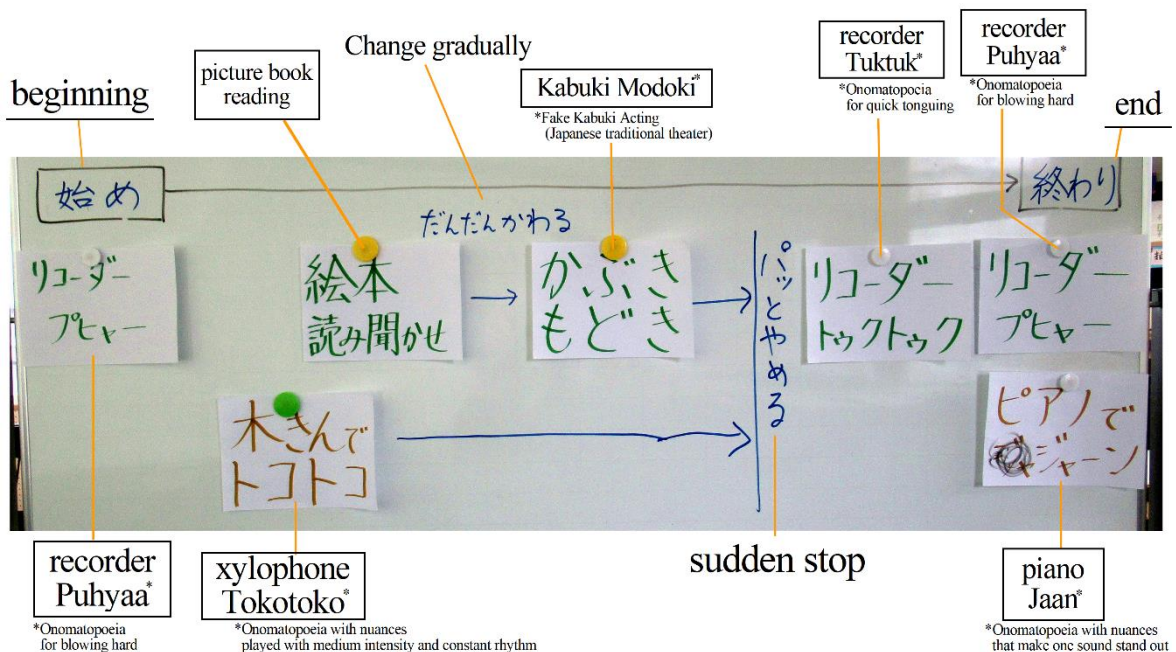 beginning
picture book
reading
Change gradually
Kabuki Modoki*
*Fake Kabuki Acting
(Japanese traditional theater)
recorder
Tuktuk*
*Onomatopoeia
for quick tonguing
recorder
Puhyaa*
*Onomatopoeia
for blowing hard
end
始め
終わり
だんだんかわる
リコーダー
プヒャー
絵本
読み聞かせ
かぶき
もどき
パッとやめる
リコーダー
トゥクトゥク
リコーダー
プヒャー
木きんで
トコトコ
ピアノで
ジャーン
recorder
Puhyaa*
*Onomatopoeia
for blowing hard
xylophone
Tokotoko*
*Onomatopoeia with nuances
played with medium intensity and constant rhythm
sudden stop
piano
Jaan*
*Onomatopoeia with nuances
that make one sound stand out